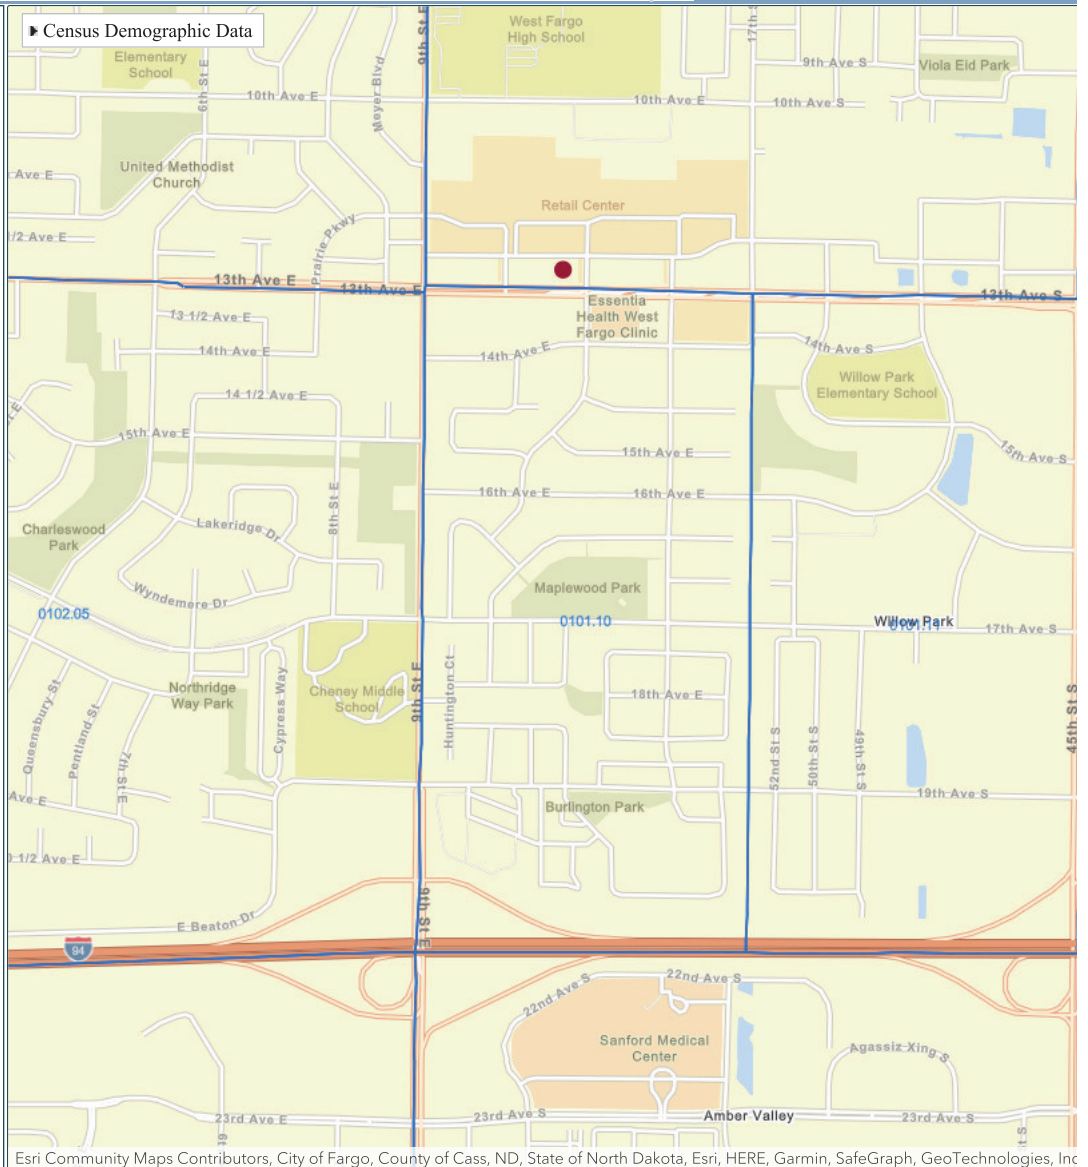 Census Demographic Data
9th St E
West Fargo
High School
17th S
9th Ave S
Viola Eid Park
Elementary
School
6th St E
Meyer Blvd
10th Ave E
10th Ave E
10th Ave S
United Methodist
Church
Ave E
Retail Center
1/2 Ave E
Prairie Pkwy
13th Ave E
13th Ave E
13th Ave S
Essentia
Health West
Fargo Clinic
13 1/2 Ave E
14th Ave E
14th Ave E
14th Ave S
Willow Park
Elementary School
14 1/2 Ave E
15th Ave E
15th Ave E
15th Ave S
16th Ave E
16th Ave E
8th St E
Lakeridge Dr
Charleswood
Park
Wyndemere Dr
Maplewood Park
0102.05
0101.10
Willow Park
0101.11
17th Ave S
Cheney Middle
School
9th St E
Huntington Ct
18th Ave E
Northridge
Way Park
Cypress Way
Queensbury St
Pentland St
7th St E
52nd St S
50th St S
49th St S
45th St S
Ave E
19th Ave S
Burlington Park
0 1/2 Ave E
E Beaton Dr
9th St E
94
22nd Ave S
22nd Ave S
Sanford Medical
Center
Agassiz Xing S
23rd Ave E
23rd Ave S
Amber Valley
23rd Ave S
t S
Esri Community Maps Contributors, City of Fargo, County of Cass, ND, State of North Dakota, Esri, HERE, Garmin, SafeGraph, GeoTechnologies, Inc